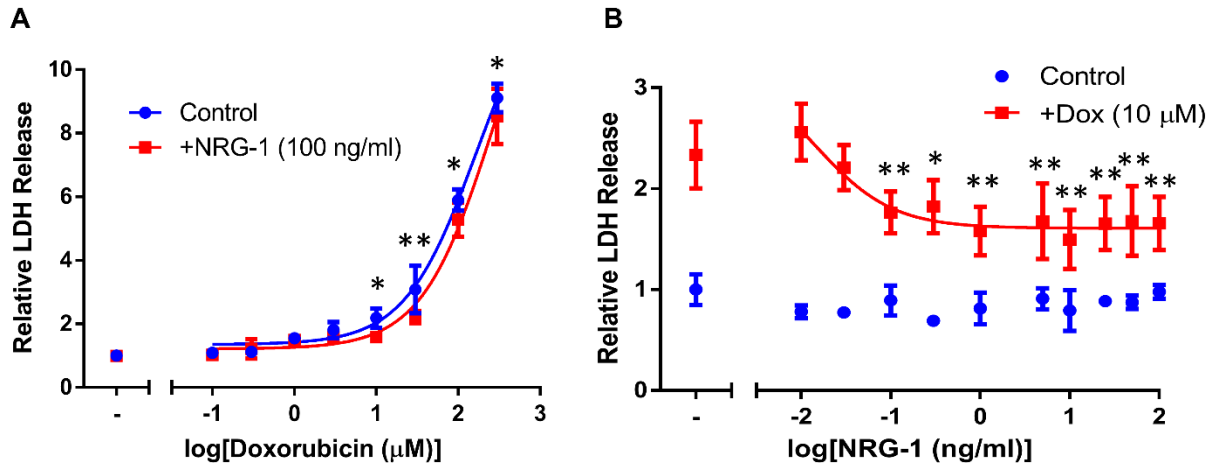 A
Relative LDH Release
10
8
6
4
2
0
Control
+NRG-1 (100 ng/ml)
*
**
*
*
- -1 0 1 2 3
log[Doxorubicin (μM)]
B
Relative LDH Release
3
2
1
0
Control
+Dox (10 μM)
** * ** ** ** ** ** **
- -2 -1 0 1 2
log[NRG-1 (ng/ml)]